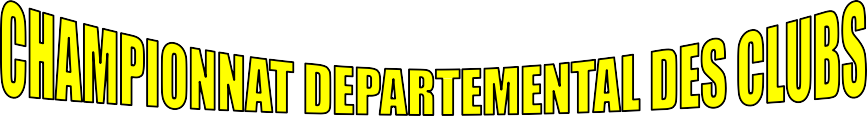 CHAMPIONNAT DEPARTEMENTAL DES CLUBS